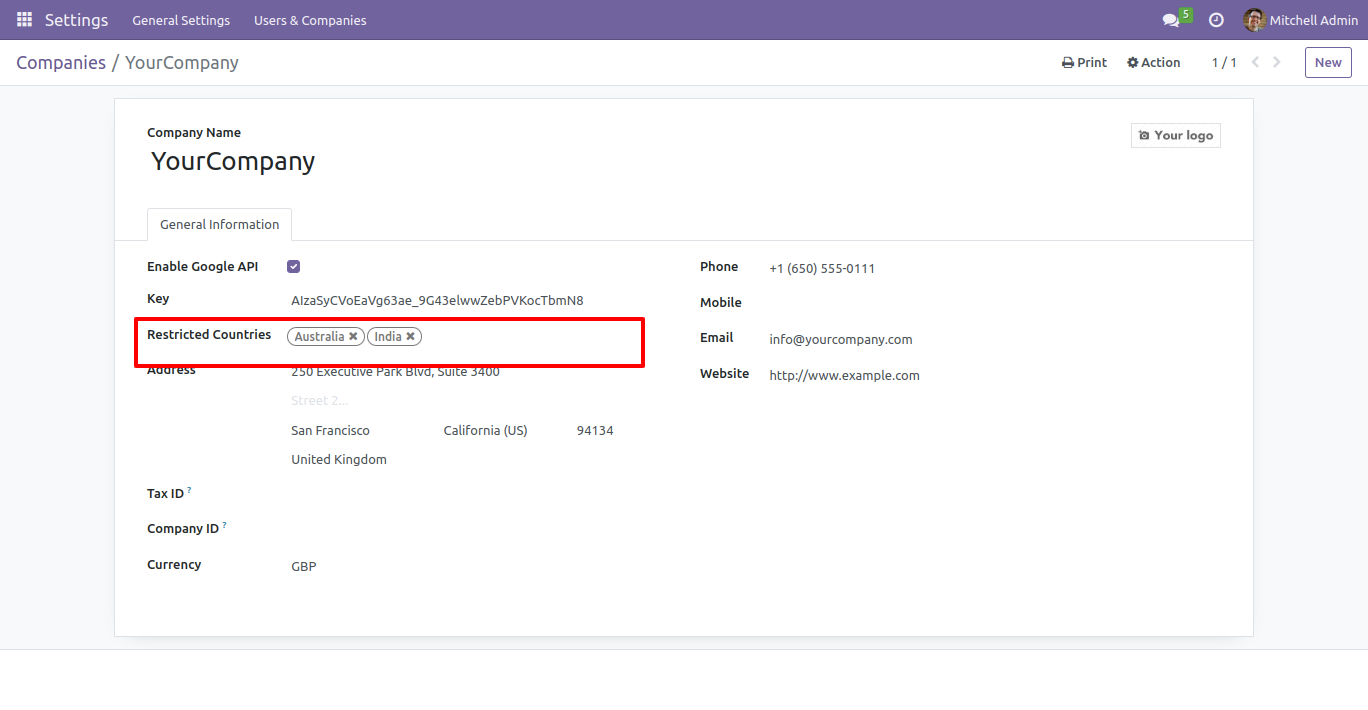 Settings General Settings Users & Companies 5 Mitchell Admin
Companies / YourCompany Print Action 1 / 1 New
Company Name
Your logo
YourCompany
General Information
Enable Google API
Key AIzaSyCVoEaVg63ae_9G43elwwZebPVKocTbmN8
Restricted Countries Australia ✖ India ✖
Address 250 Executive Park Blvd, Suite 3400
Street 2...
San Francisco California (US) 94134
United Kingdom
Tax ID ?
Company ID ?
Currency GBP
Phone +1 (650) 555-0111
Mobile
Email info@yourcompany.com
Website http://www.example.com